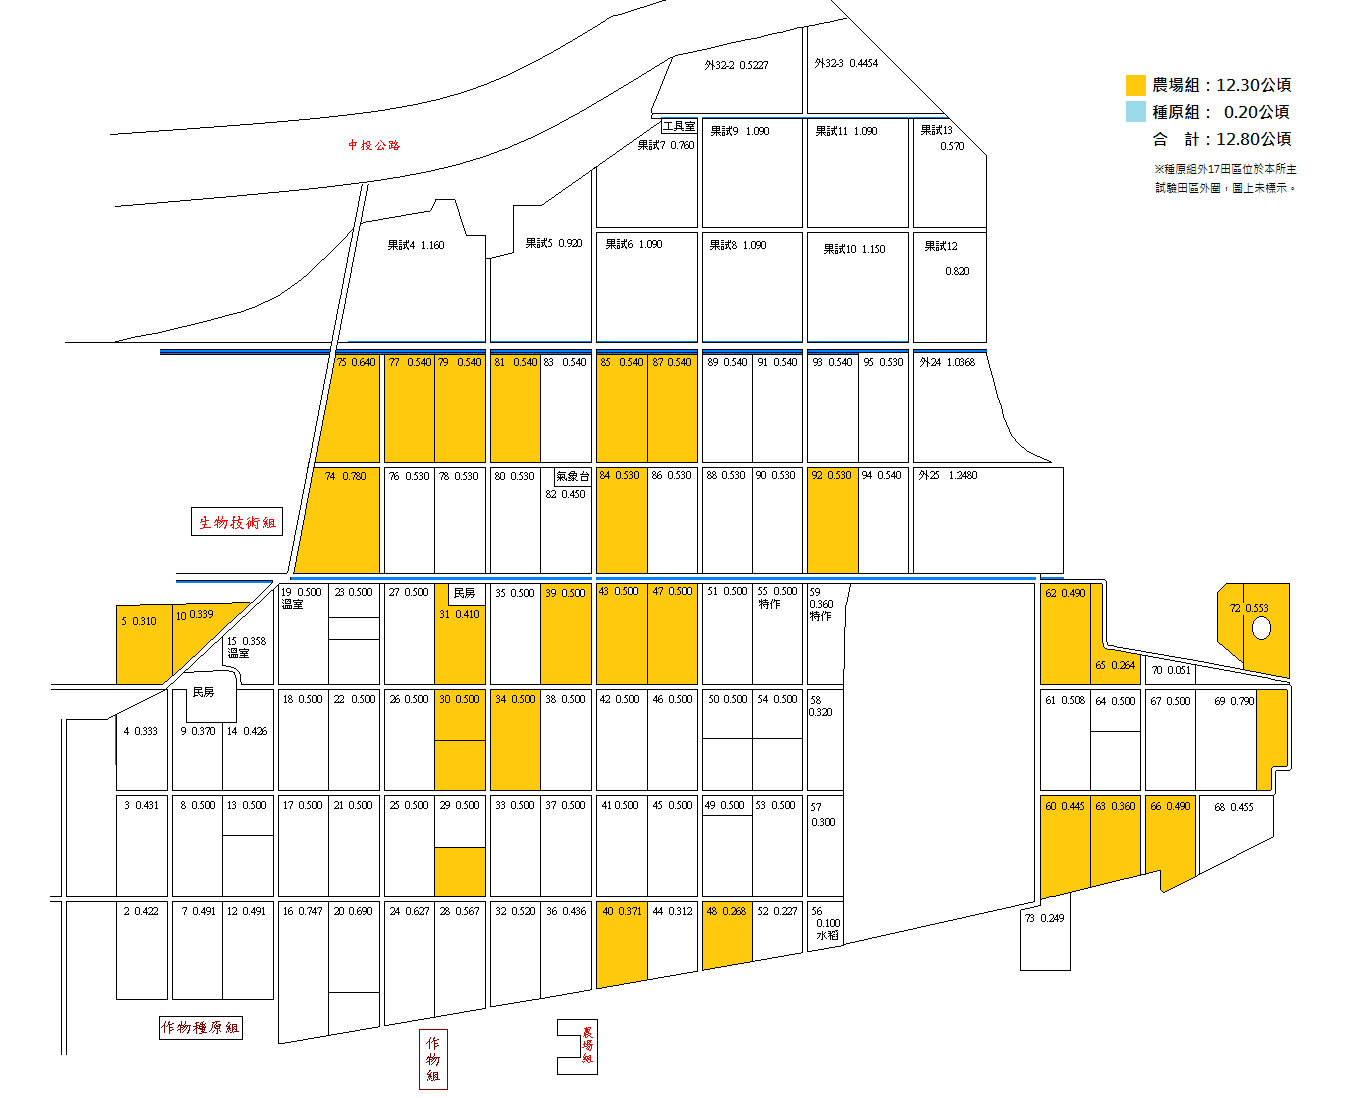 外32-2 0.5227
外32-3 0.4454
農場組：12.30公頃
種原組： 0.20公頃
合 計：12.80公頃
※種原組外17田區位於本所主
試驗田區外圍，圖上未標示。
中投公路
工具室
果試7 0.760
果試9 1.090
果試11 1.090
果試13
0.570
果試4 1.160
果試5 0.920
果試6 1.090
果試8 1.090
果試10 1.150
果試12
0.820
75 0.640
77 0.540
79 0.540
81 0.540
83 0.540
85 0.540
87 0.540
89 0.540
91 0.540
93 0.540
95 0.530
外24 1.0368
74 0.780
76 0.530
78 0.530
80 0.530
氣象台
82 0.450
84 0.530
86 0.530
88 0.530
90 0.530
92 0.530
94 0.540
外25 1.2480
生物技術組
5 0.310
10 0.339
15 0.358
溫室
19 0.500
溫室
23 0.500
27 0.500
民房
31 0.410
35 0.500
39 0.500
43 0.500
47 0.500
51 0.500
55 0.500
特作
59
0.360
特作
62 0.490
65 0.264
70 0.051
72 0.553
民房
4 0.333
9 0.370
14 0.426
18 0.500
22 0.500
26 0.500
30 0.500
34 0.500
38 0.500
42 0.500
46 0.500
50 0.500
54 0.500
58
0.320
61 0.508
64 0.500
67 0.500
69 0.790
3 0.431
8 0.500
13 0.500
17 0.500
21 0.500
25 0.500
29 0.500
33 0.500
37 0.500
41 0.500
45 0.500
49 0.500
53 0.500
57
0.300
60 0.445
63 0.360
66 0.490
68 0.455
2 0.422
7 0.491
12 0.491
16 0.747
20 0.690
24 0.627
28 0.567
32 0.520
36 0.436
40 0.371
44 0.312
48 0.268
52 0.227
56
0.100
水稻
73 0.249
作物種原組
作物組
農場組